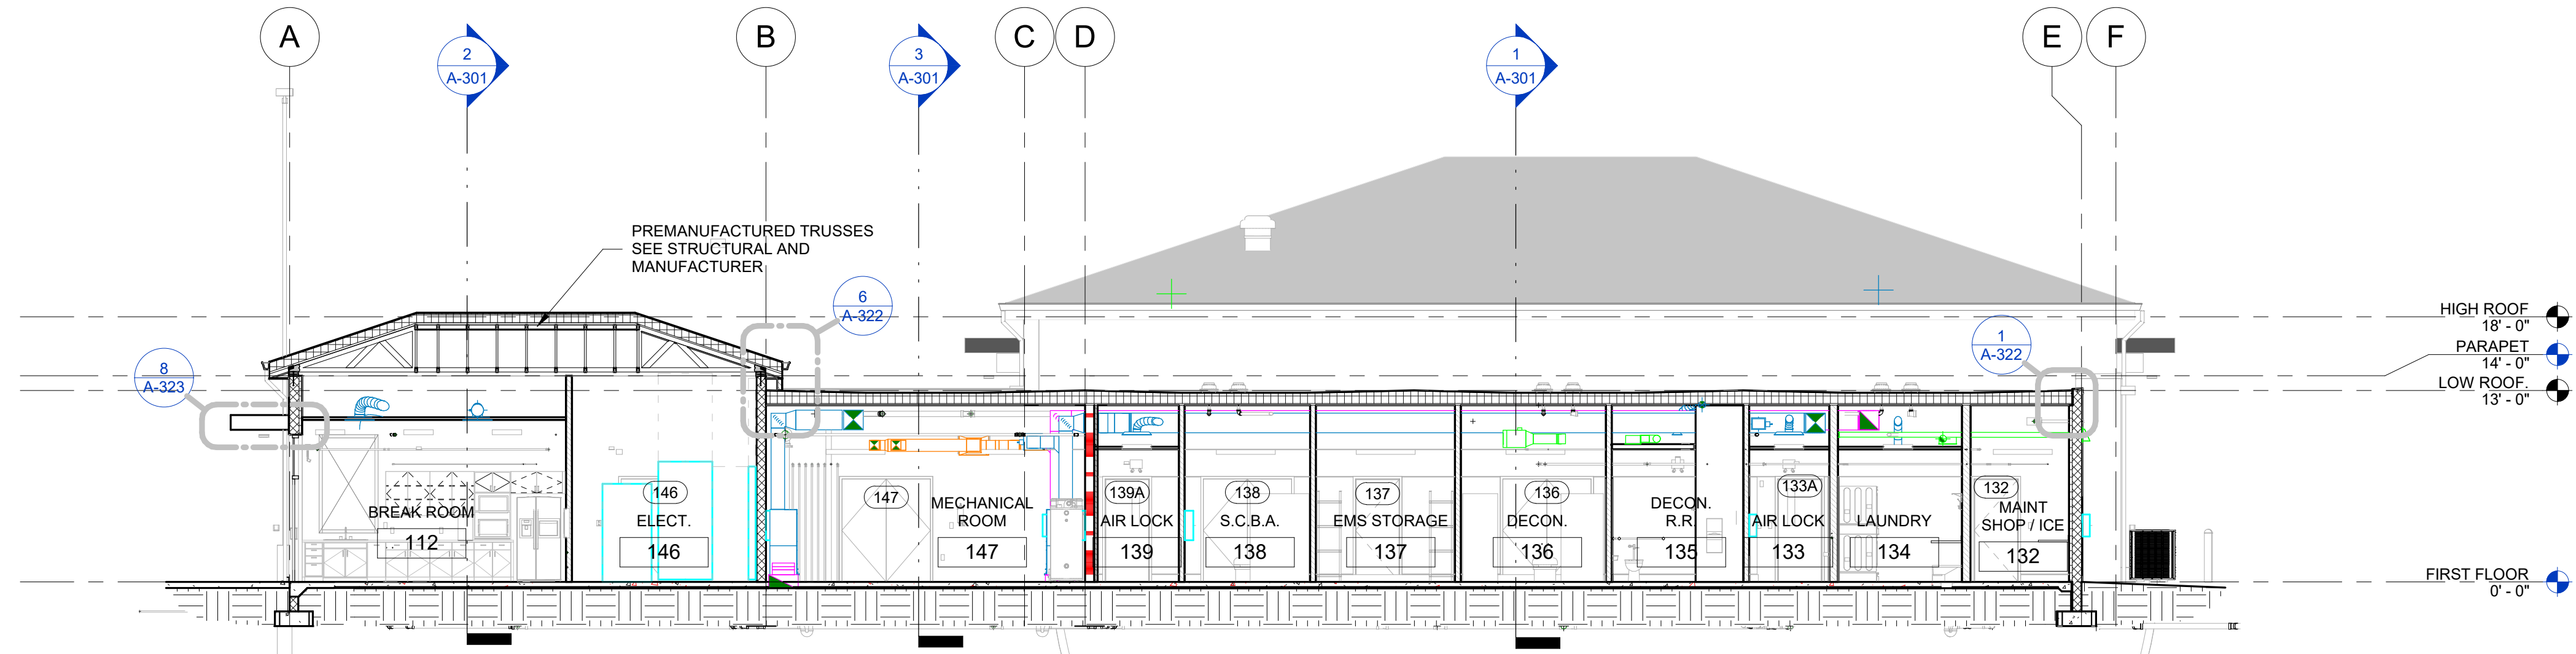 A
B
C
D
E
F
2
A-301
3
A-301
1
A-301
PREMANUFACTURED TRUSSES
SEE STRUCTURAL AND
MANUFACTURER
6
A-322
8
A-323
1
A-322
HIGH ROOF
18' - 0"
PARAPET
14' - 0"
LOW ROOF.
13' - 0"
FIRST FLOOR
0' - 0"
BREAK ROOM
112
146
ELECT.
146
147
MECHANICAL
ROOM
147
139A
AIR LOCK
139
138
S.C.B.A.
138
137
EMS STORAGE
137
136
DECON.
136
DECON.
R.R.
135
133A
AIR LOCK
133
LAUNDRY
134
132
MAINT
SHOP / ICE
132